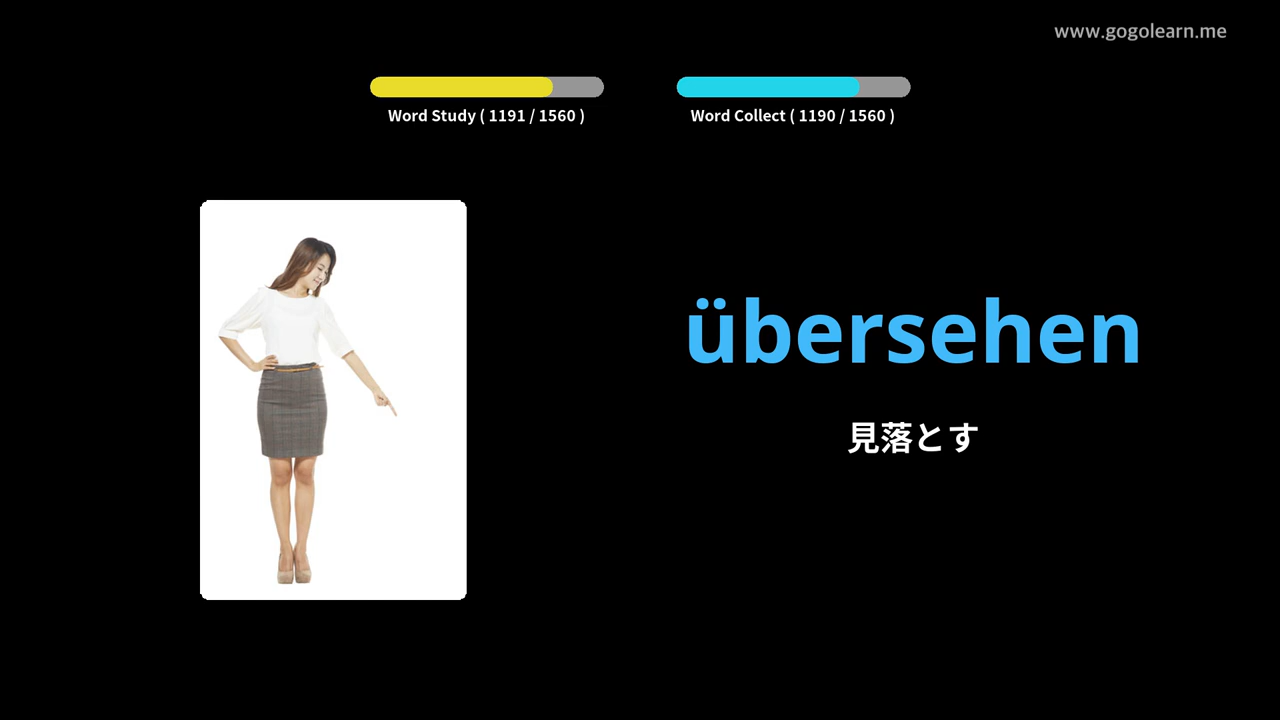 www.gogolearn.me
Word Study ( 1191 / 1560 )
Word Collect ( 1190 / 1560 )
übersehen
見落とす